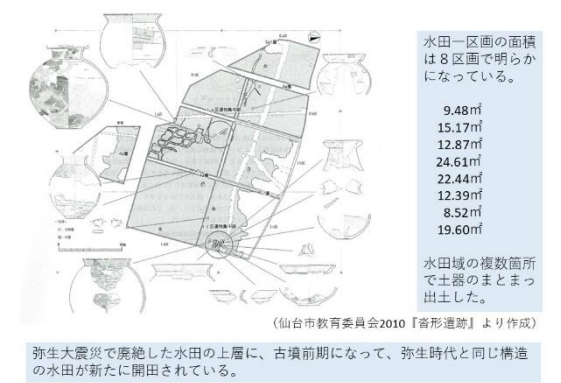 水田一区画の面積
は８区画で明らか
になっている。
9.48㎡
15.17㎡
12.87㎡
24.61㎡
22.44㎡
12.39㎡
8.52㎡
19.60㎡
水田域の複数箇所
で土器のまとまっ
出土した。
（仙台市教育委員会2010『沓形遺跡』より作成）
弥生大震災で廃絶した水田の上層に、古墳前期になって、弥生時代と同じ構造
の水田が新たに開田されている。